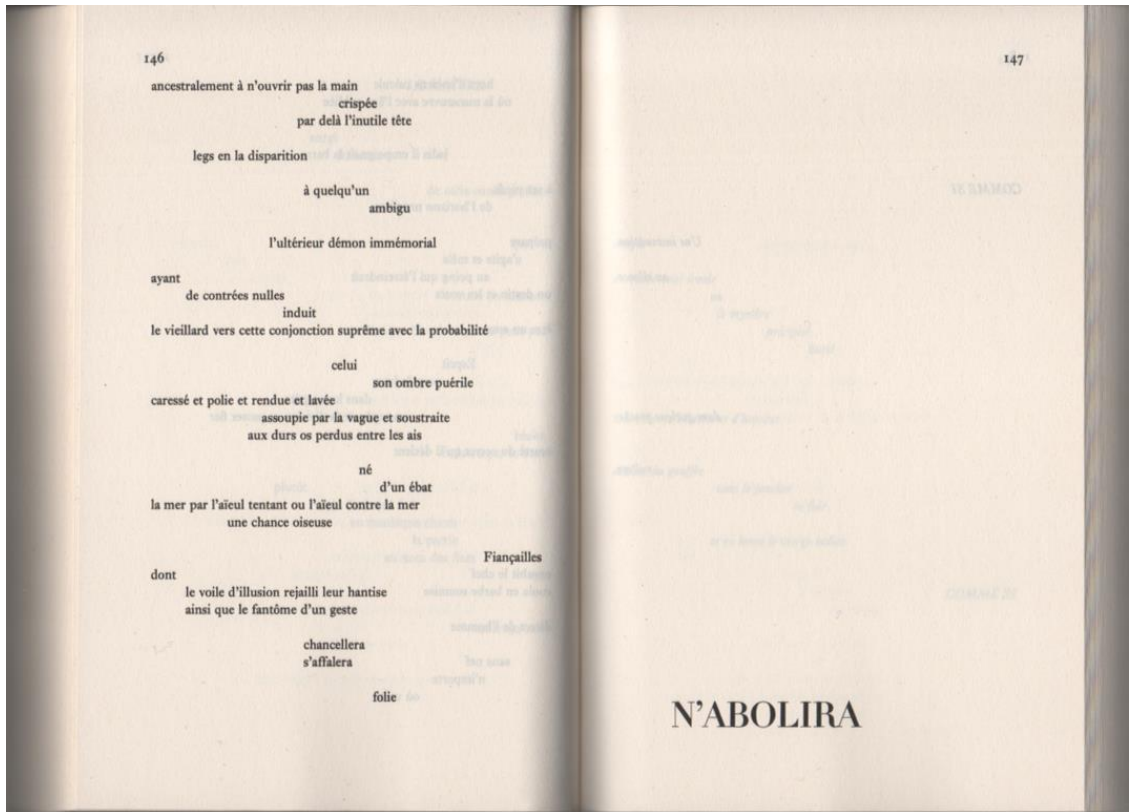 146
ancestralement à n'ouvrir pas la main
crispée
par delà l'inutile tête
legs en la disparition
à quelqu'un
ambigu
l'ultérieur démon immémorial
ayant
de contrées nulles
induit
le vieillard vers cette conjonction suprême avec la probabilité
celui
son ombre puérile
caressé et polie et rendue et lavée
assoupie par la vague et soustraite
aux durs os perdus entre les ais
né
d'un ébat
la mer par l'aïeul tentant ou l'aïeul contre la mer
une chance oiseuse
Fiançailles
dont
le voile d'illusion rejailli leur hantise
ainsi que le fantôme d'un geste
chancellera
s'affalera
folie
147
N'ABOLIRA